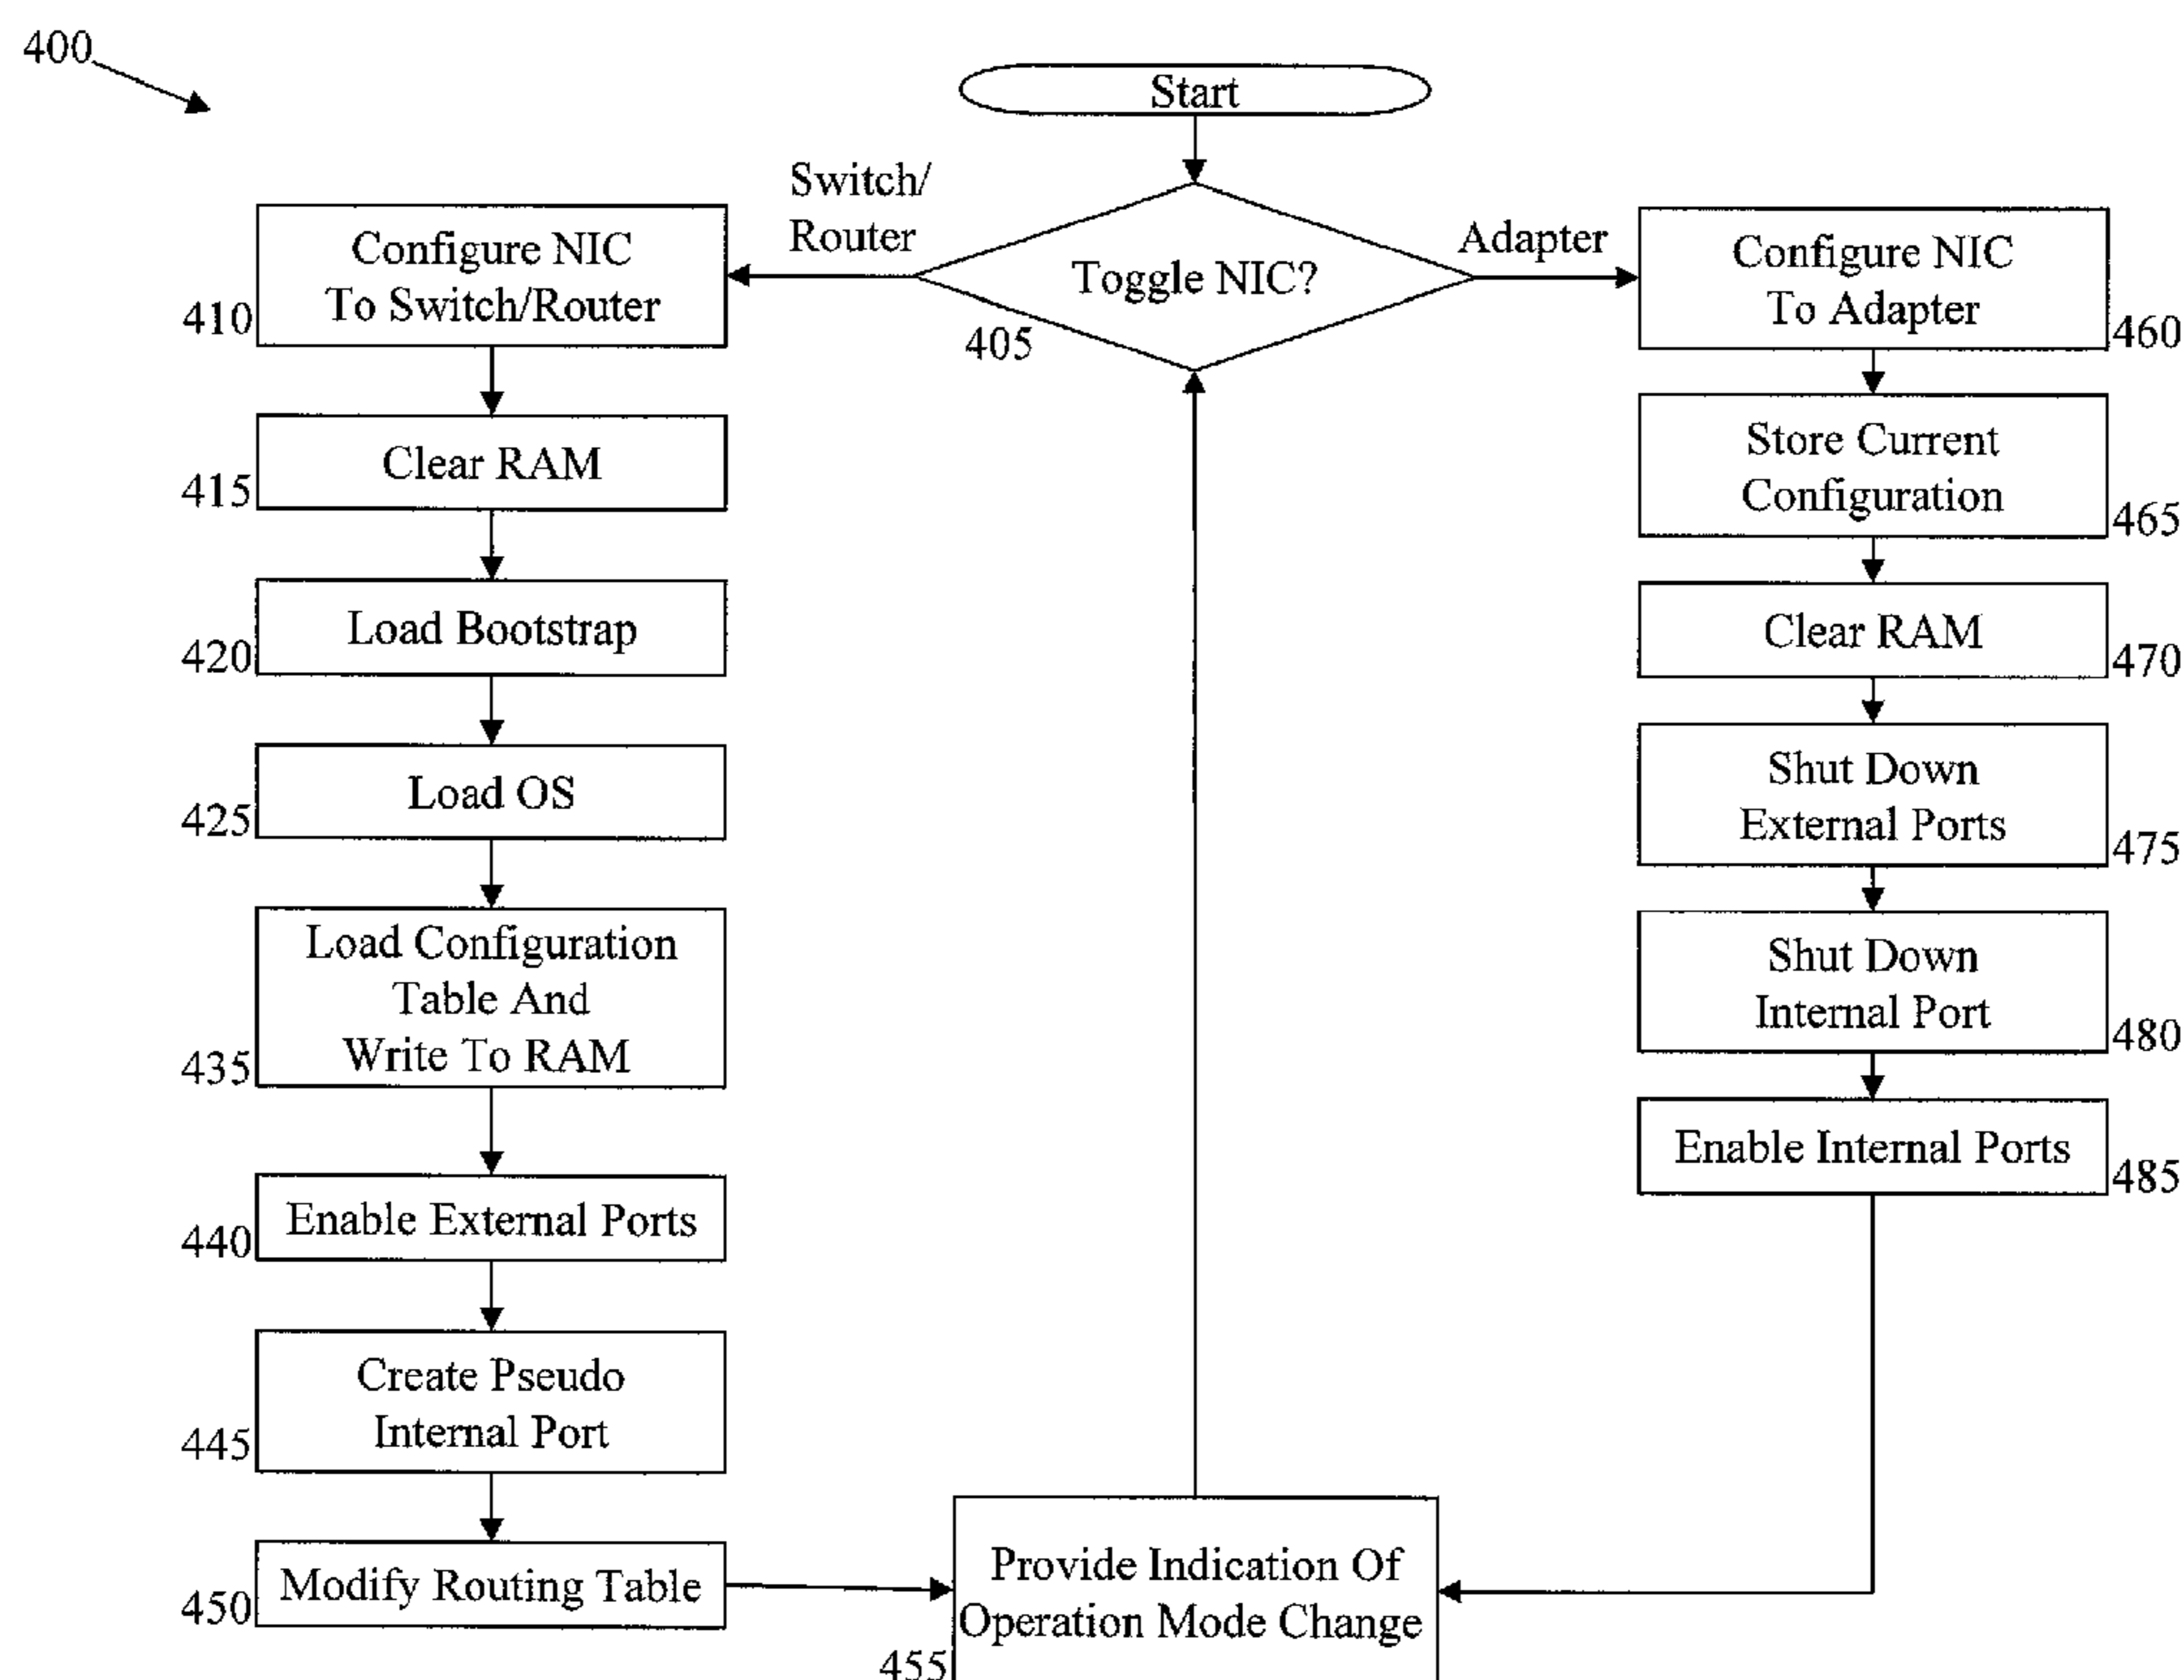 400
Start
Toggle NIC?
405
Switch/
Router
Adapter
Configure NIC
To Switch/Router
410
Clear RAM
415
Load Bootstrap
420
Load OS
425
Load Configuration
Table And
Write To RAM
435
Enable External Ports
440
Create Pseudo
Internal Port
445
Modify Routing Table
450
Provide Indication Of
Operation Mode Change
455
Configure NIC
To Adapter
460
Store Current
Configuration
465
Clear RAM
470
Shut Down
External Ports
475
Shut Down
Internal Port
480
Enable Internal Ports
485